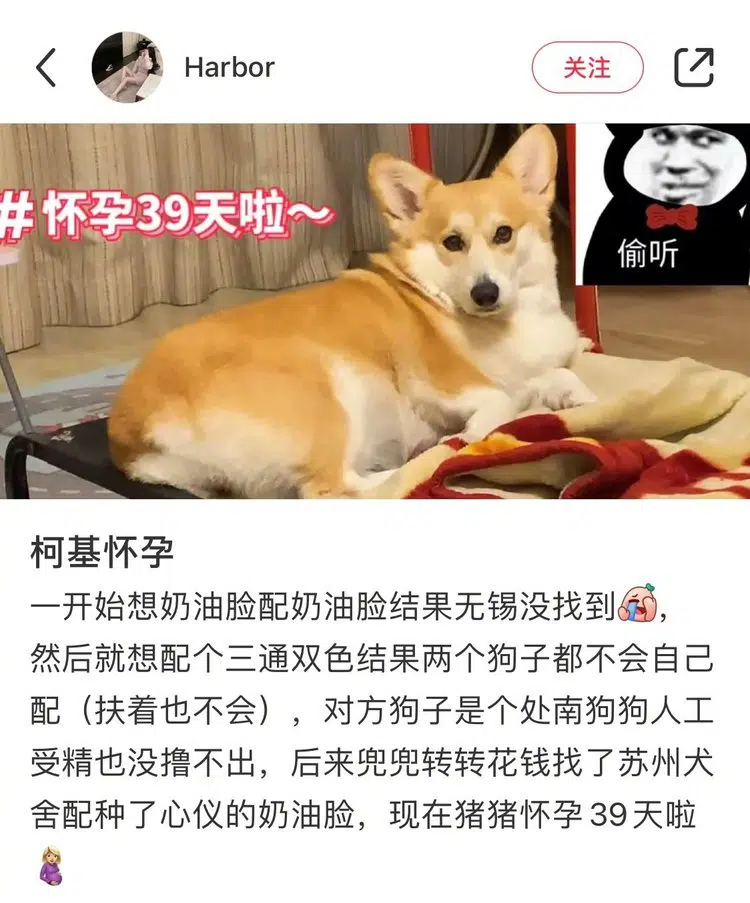 Harbor
关注
#怀孕39天啦～
偷听
柯基怀孕
一开始想奶油脸配奶油脸结果无锡没找到，
然后就想配个三通双色结果两个狗子都不会自己
配（扶着也不会），对方狗子是个处南狗狗人工
受精也没撸不出，后来兜兜转转花钱找了苏州犬
舍配种了心仪的奶油脸，现在猪猪怀孕39天啦